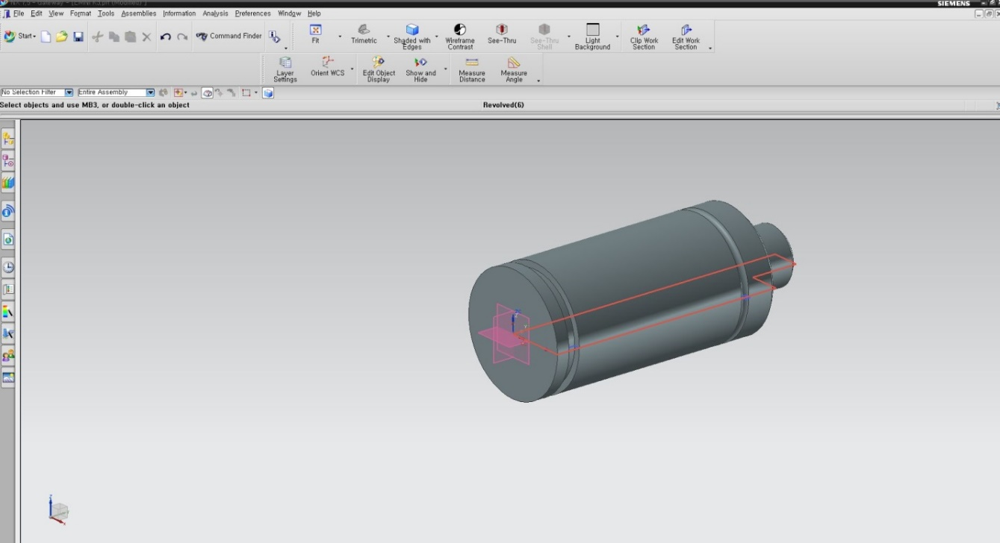 SIEMENS
File Edit View Format Tools Assemblies Information Analysis Preferences Window Help
Start Command Finder Fit Trimetric Shaded with Edges Wireframe Contrast See-Thru See-Thru Shell Light Background Clip Work Section Edit Work Section
Layer Settings Orient WCS Edit Object Display Show and Hide Measure Distance Measure Angle
No Selection Filter Entire Assembly
Select objects and use MB3, or double-click an object Revolved(6)